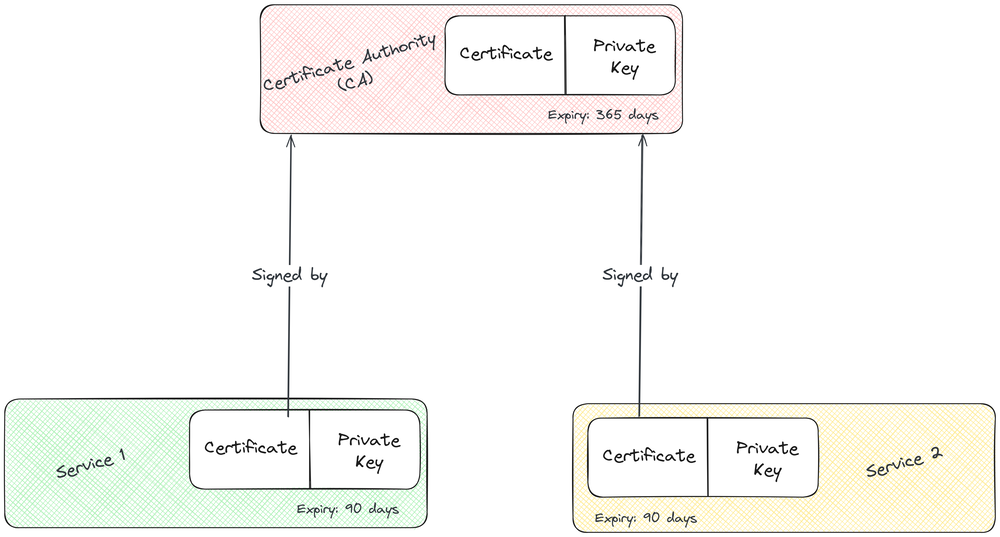 Certificate Authority
(CA)
Certificate
Private
Key
Expiry: 365 days
Signed by
Signed by
Service 1
Certificate
Private
Key
Expiry: 90 days
Certificate
Private
Key
Service 2
Expiry: 90 days